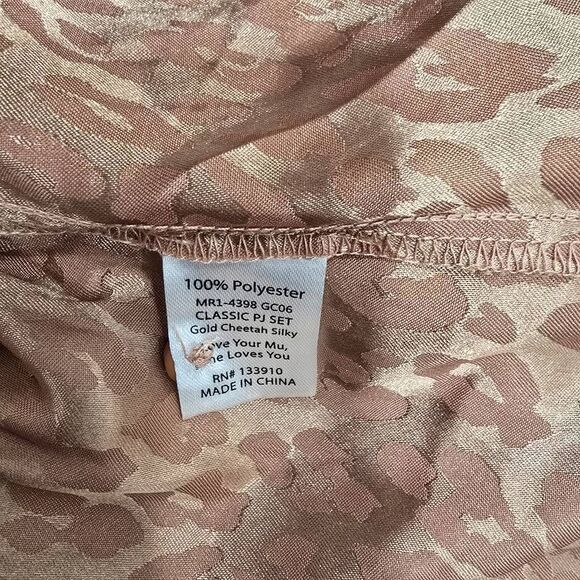 100% Polyester
MR1-4398 GC06
CLASSIC PJ SET
Gold Cheetah Silky
Your Mu,
Loves You
RN# 133910
MADE IN CHINA